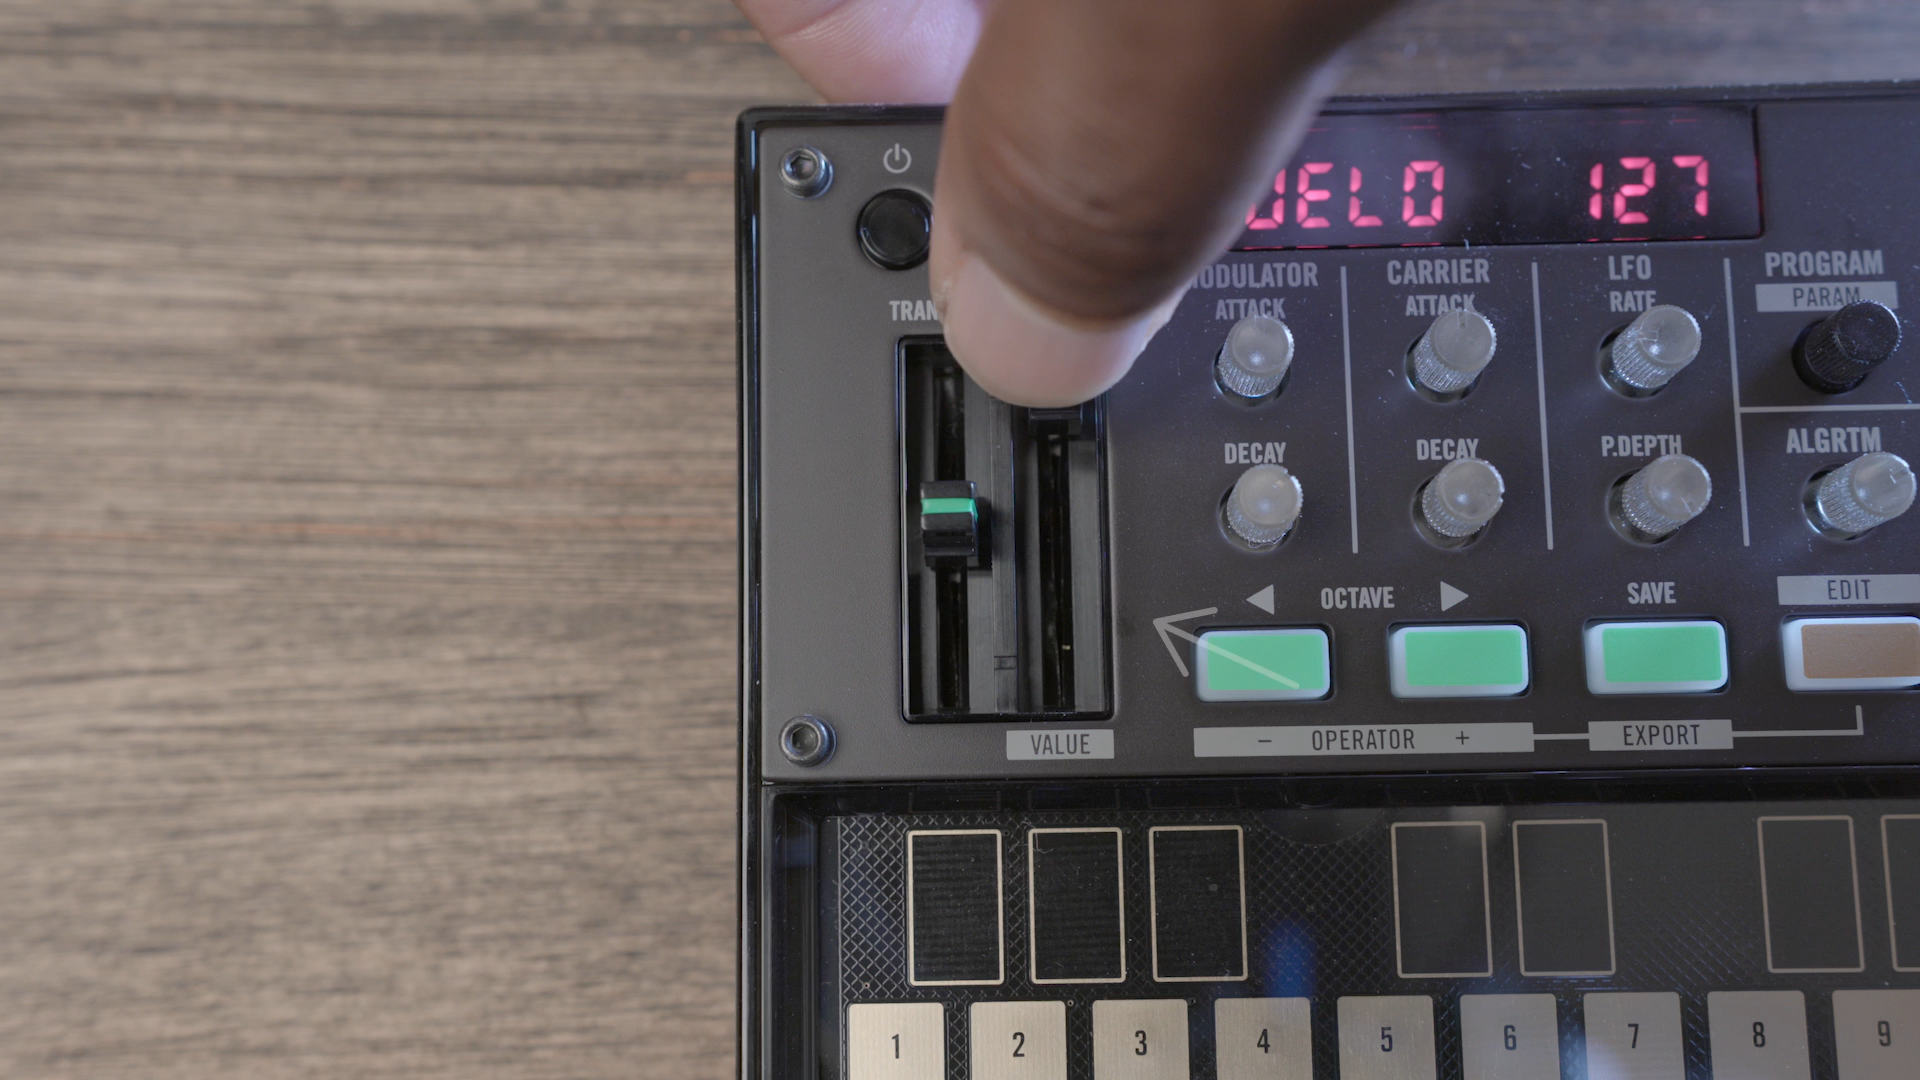 VELO 127
TRAN
MODULATOR CARRIER LFO PROGRAM
ATTACK ATTACK RATE PARAM
DECAY DECAY P.DEPTH ALGRTM
OCTAVE SAVE EDIT
VALUE - OPERATOR + EXPORT
1 2 3 4 5 6 7 8 9